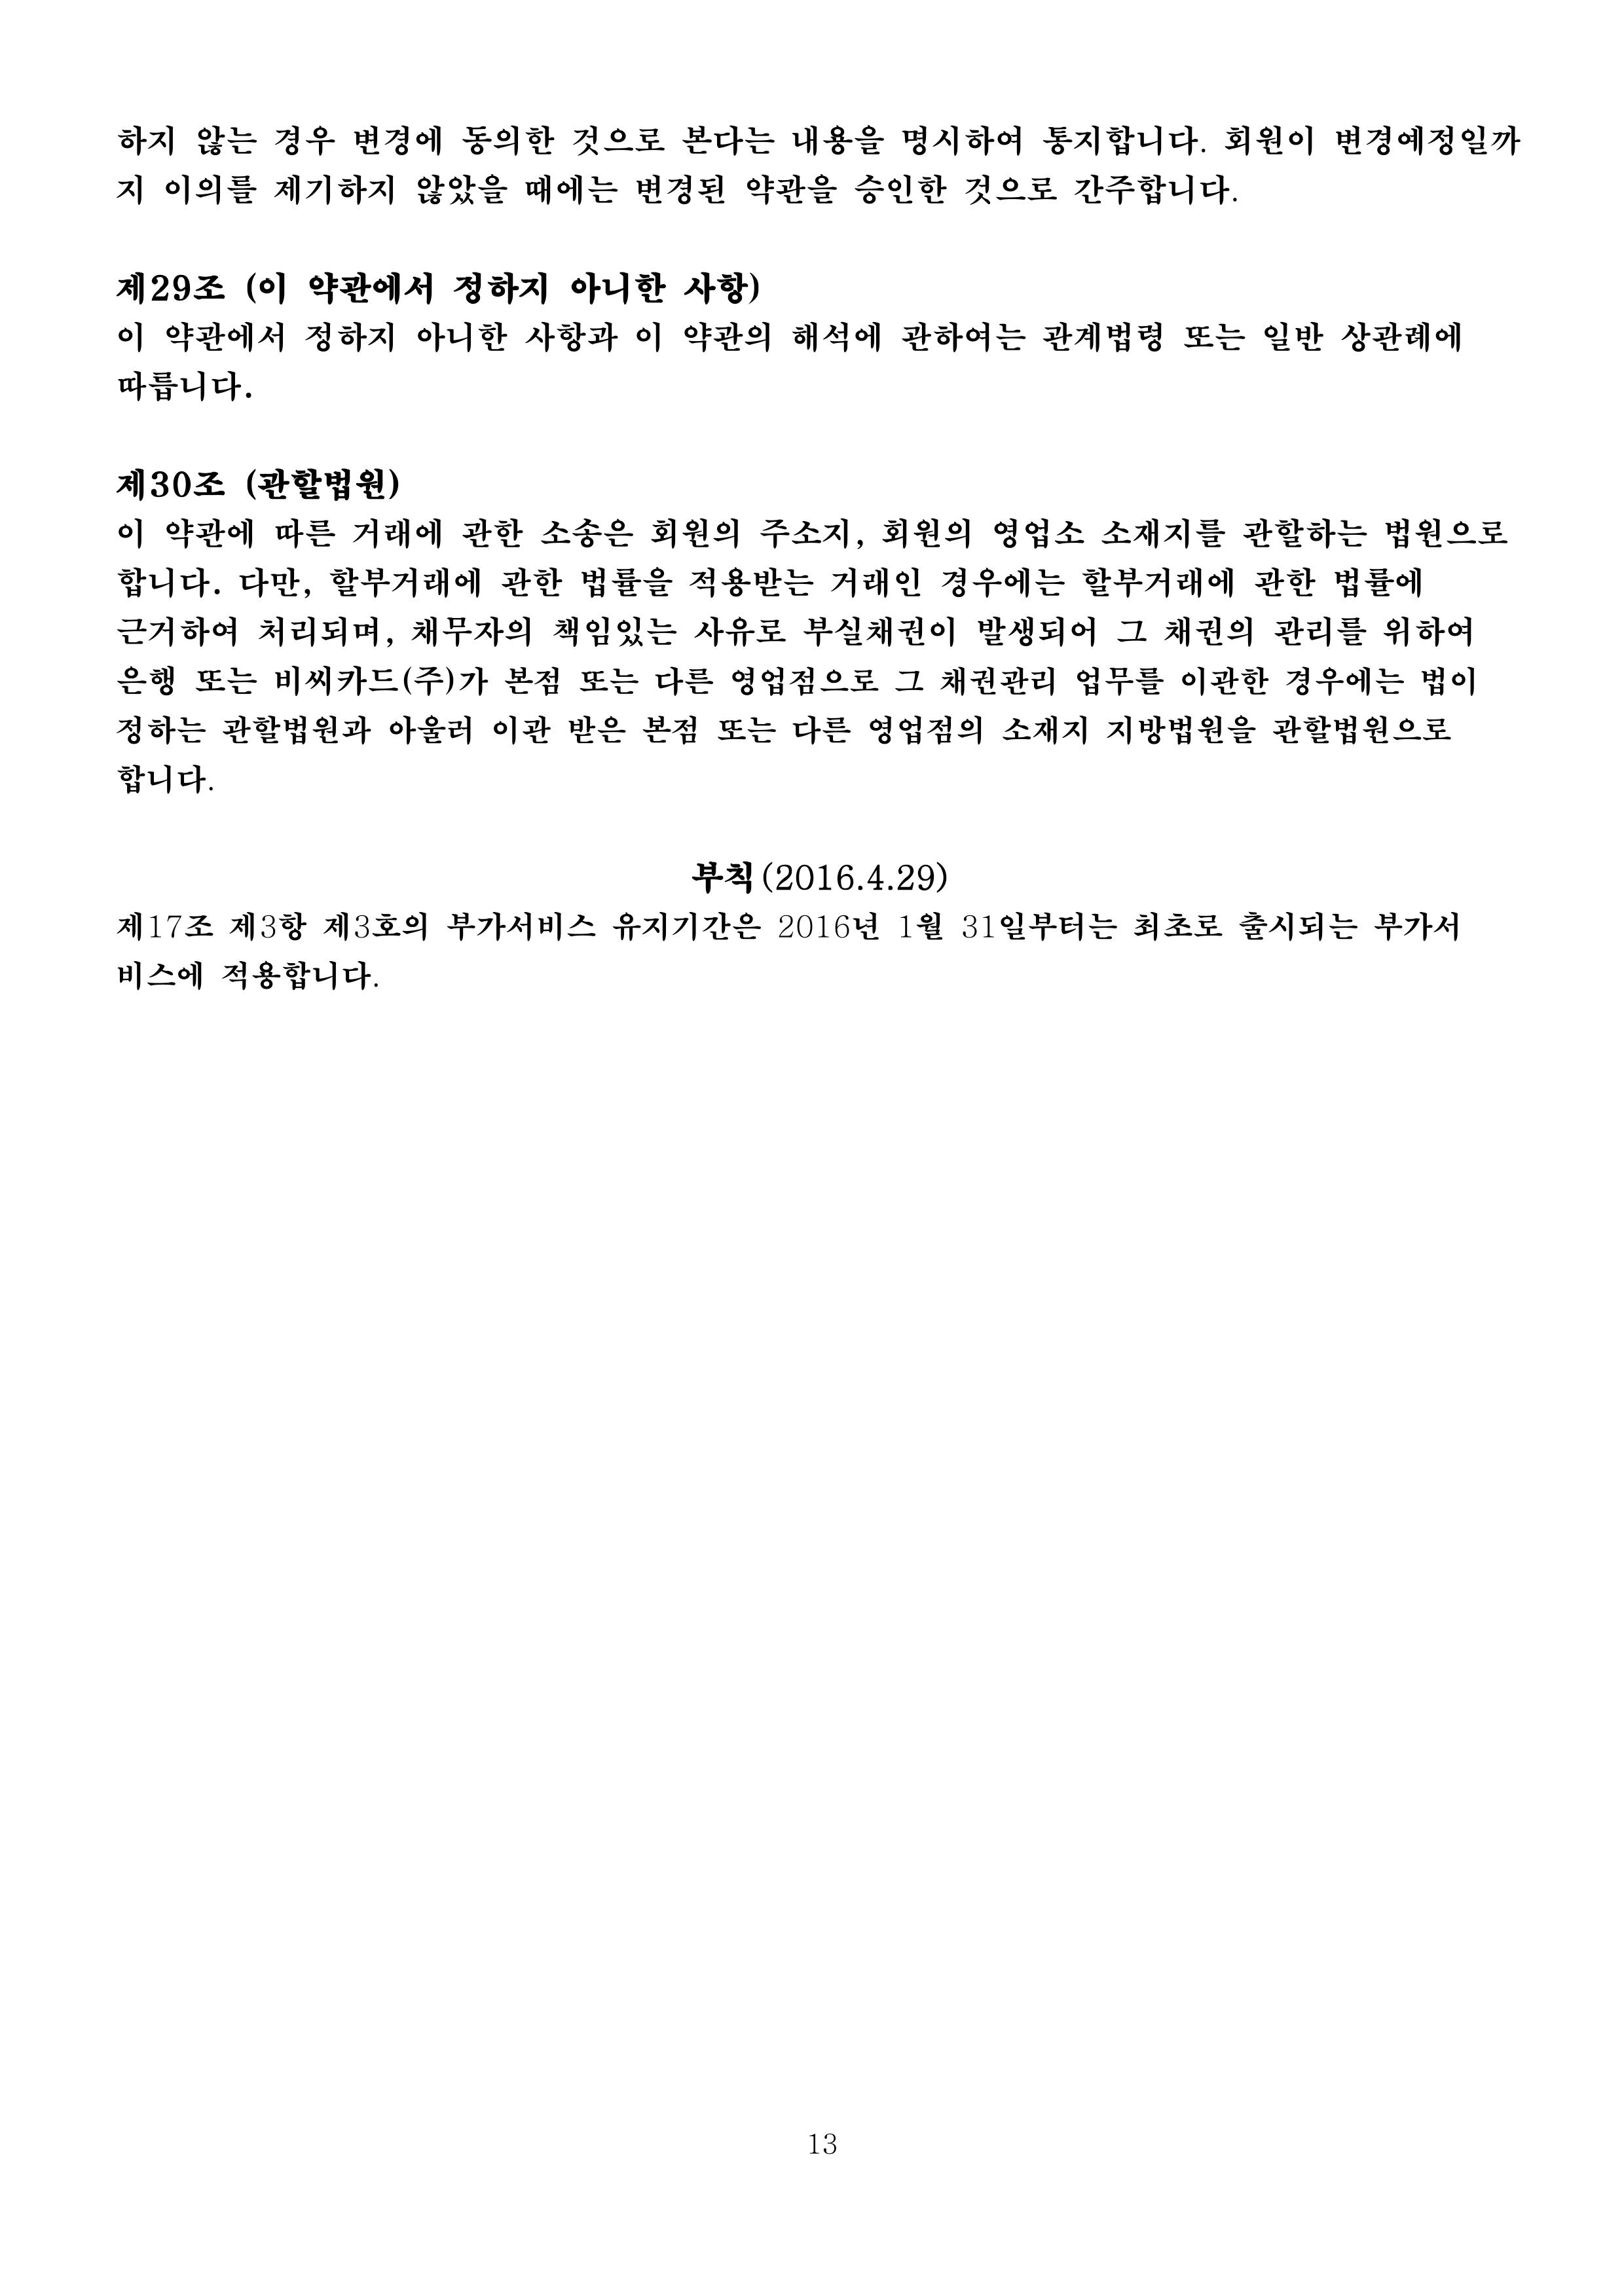 하지 않는 경우 변경에 동의한 것으로 본다는 내용을 명시하여 통지합니다. 회원이 변경예정일까
지 이의를 제기하지 않았을 때에는 변경된 약관을 승인한 것으로 간주합니다.
제29조 (이 약관에서 정하지 아니한 사항)
이 약관에서 정하지 아니한 사항과 이 약관의 해석에 관하여는 관계법령 또는 일반 상관례에
따릅니다.
제30조 (관할법원)
이 약관에 따른 거래에 관한 소송은 회원의 주소지, 회원의 영업소 소재지를 관할하는 법원으로
합니다. 다만, 할부거래에 관한 법률을 적용받는 거래인 경우에는 할부거래에 관한 법률에
근거하여 처리되며, 채무자의 책임있는 사유로 부실채권이 발생되어 그 채권의 관리를 위하여
은행 또는 비씨카드(주)가 본점 또는 다른 영업점으로 그 채권관리 업무를 이관한 경우에는 법이
정하는 관할법원과 아울러 이관 받은 본점 또는 다른 영업점의 소재지 지방법원을 관할법원으로
합니다.
부칙(2016.4.29)
제17조 제3항 제3호의 부가서비스 유지기간은 2016년 1월 31일부터는 최초로 출시되는 부가서
비스에 적용합니다.
13